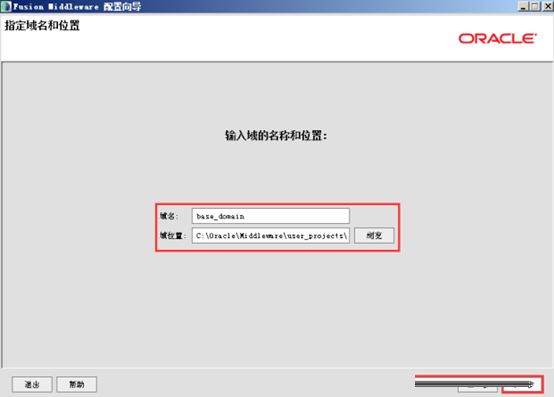 Fusion Middleware 配置向导
指定域名和位置
ORACLE
输入域的名称和位置:
域名: base_domain
域位置: C:\Oracle\Middleware\user_projects\ 浏览
退出 帮助